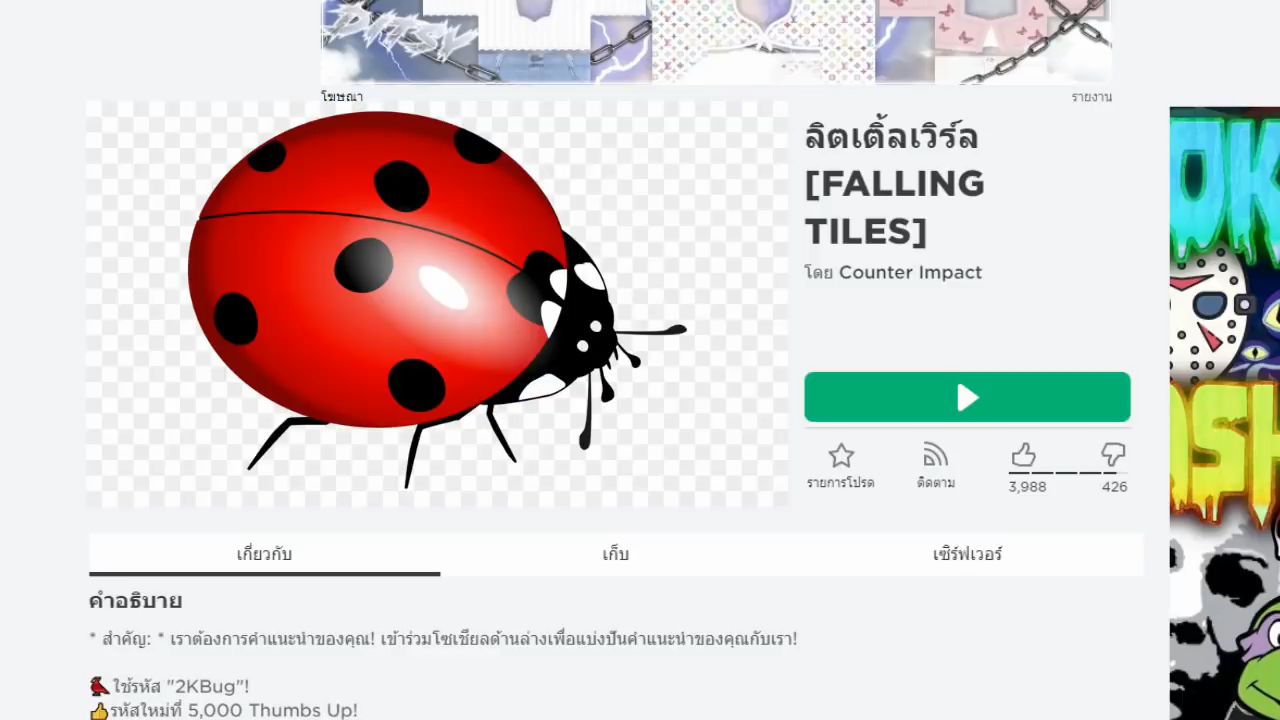 DITSY
โฆษณา
รายงาน
ลิตเติ้ลเวิร์ล
[FALLING
TILES]
โดย Counter Impact
รายการโปรด
ติดตาม
3,988
426
เกี่ยวกับ
เก็บ
เซิร์ฟเวอร์
คำอธิบาย
* สำคัญ: * เราต้องการคำแนะนำของคุณ! เข้าร่วมโซเชียลด้านล่างเพื่อแบ่งปันคำแนะนำของคุณกับเรา!
ใช้รหัส "2KBug"!
รหัสใหม่ที่ 5,000 Thumbs Up!